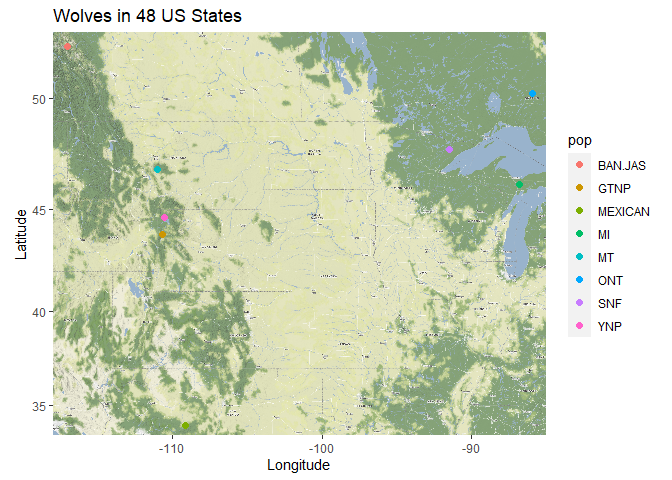 Wolves in 48 US States
50
45
40
35
Latitude
-110
-100
-90
Longitude
pop
BAN.JAS
GTNP
MEXICAN
MI
MT
ONT
SNF
YNP